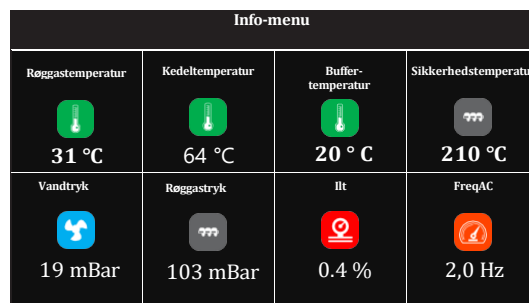 Info-menu
Røggastemperatur
Kedeltemperatur
Buffer-
temperatur
Sikkerhedstemperatu
31 °C
64 °C
20 ° C
210 °C
Vandtryk
Røggastryk
Ilt
FreqAC
19 mBar
103 mBar
0.4 %
2,0 Hz